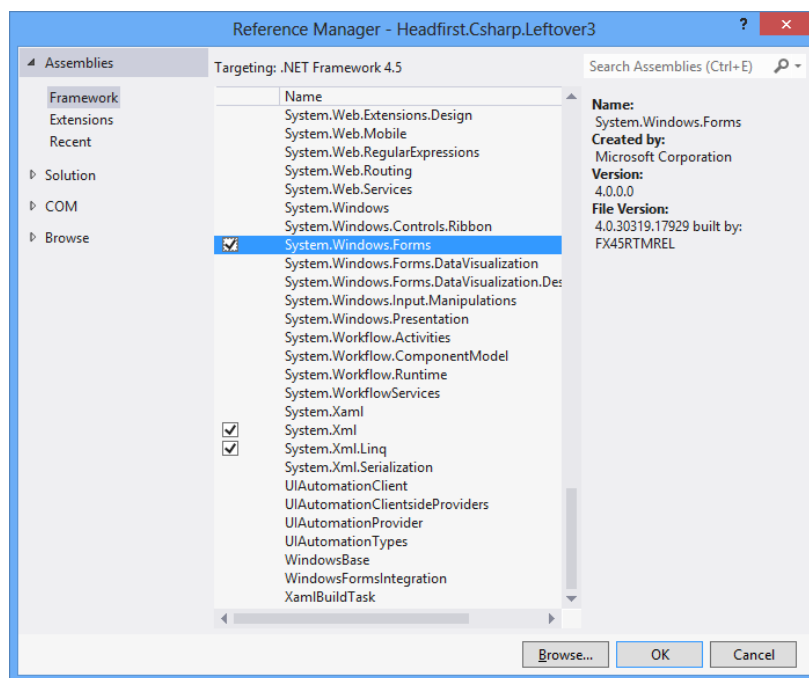 Reference Manager - Headfirst.Csharp.Leftover3
?
Assemblies
Framework
Extensions
Recent
Solution
COM
Browse
Targeting: .NET Framework 4.5
Name
System.Web.Extensions.Design
System.Web.Mobile
System.Web.RegularExpressions
System.Web.Routing
System.Web.Services
System.Windows
System.Windows.Controls.Ribbon
System.Windows.Forms
System.Windows.Forms.DataVisualization
System.Windows.Forms.DataVisualization.Des
System.Windows.Input.Manipulations
System.Windows.Presentation
System.Workflow.Activities
System.Workflow.ComponentModel
System.Workflow.Runtime
System.WorkflowServices
System.Xaml
System.Xml
System.Xml.Linq
System.Xml.Serialization
UIAutomationClient
UIAutomationClientsideProviders
UIAutomationProvider
UIAutomationTypes
WindowsBase
WindowsFormsIntegration
XamlBuildTask
Search Assemblies (Ctrl+E)
Name:
System.Windows.Forms
Created by:
Microsoft Corporation
Version:
4.0.0.0
File Version:
4.0.30319.17929 built by:
FX45RTMREL
Browse...
OK
Cancel